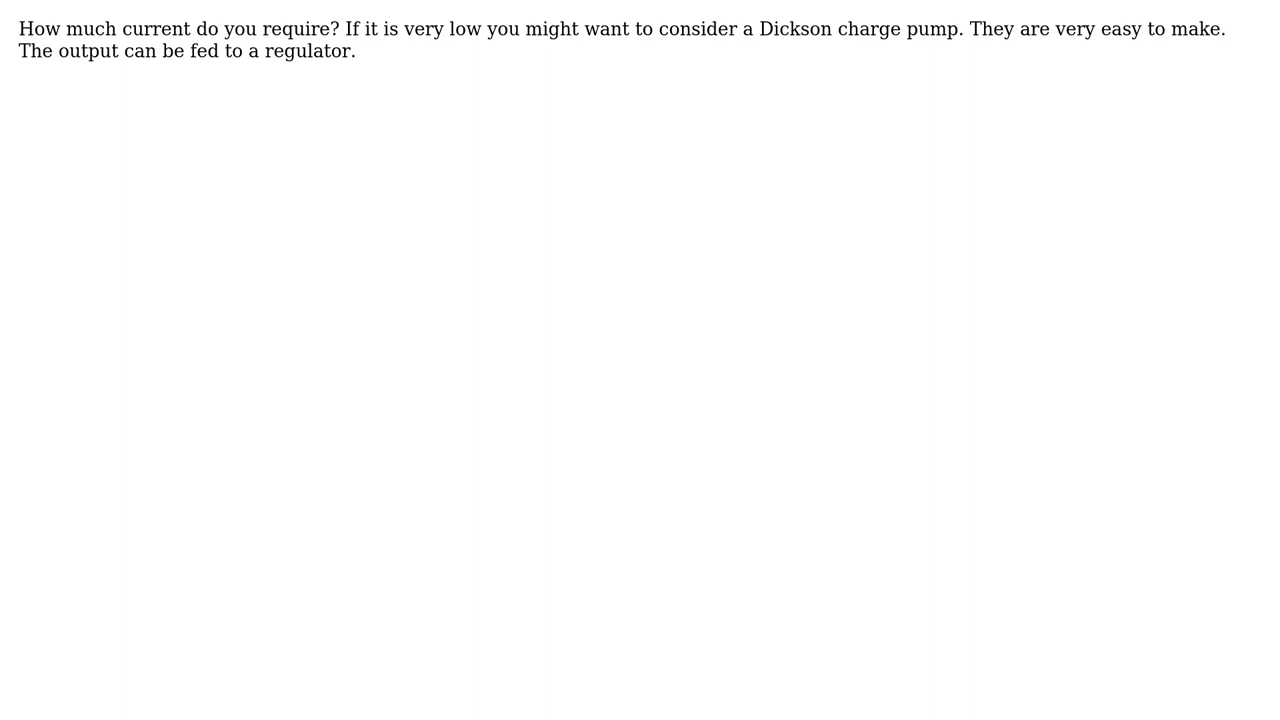 How much current do you require? If it is very low you might want to consider a Dickson charge pump. They are very easy to make.
The output can be fed to a regulator.